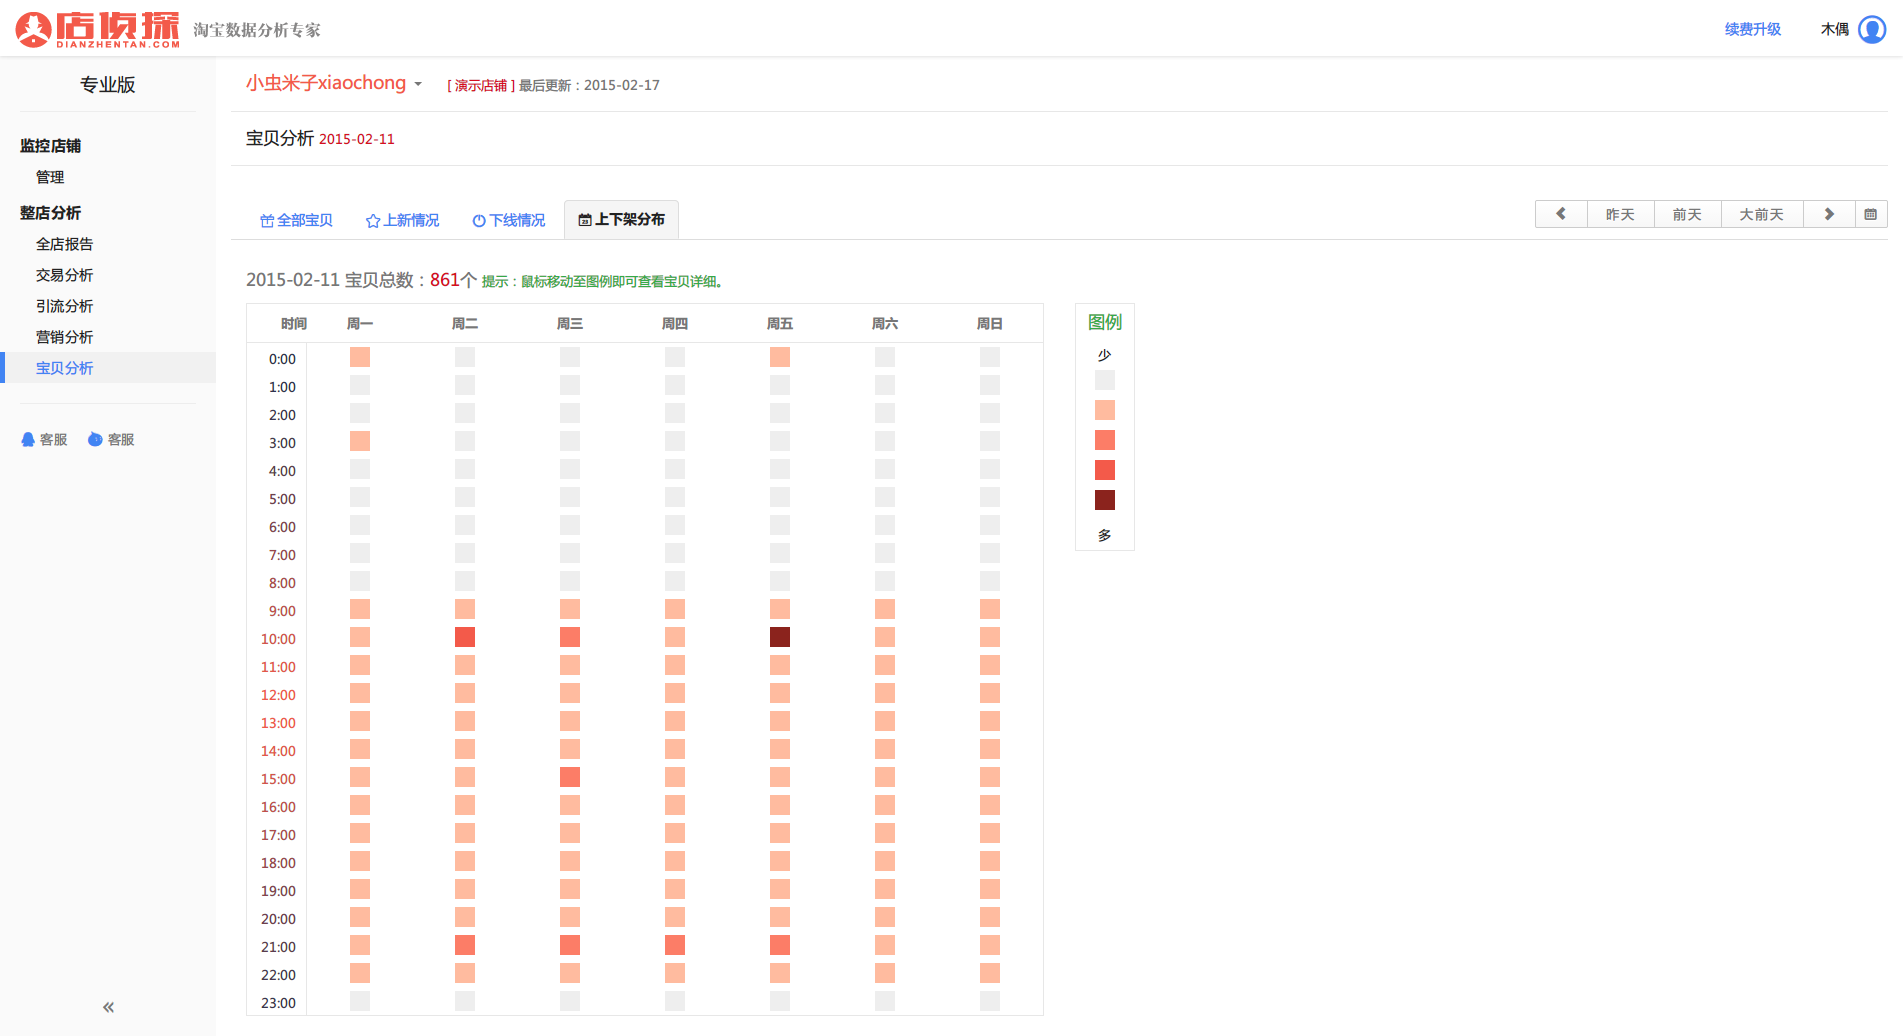 店侦探 DIANZHENTAN.COM 淘宝数据分析专家
续费升级 木偶
专业版
监控店铺
管理
整店分析
全店报告
交易分析
引流分析
营销分析
宝贝分析
客服 客服
«
小虫米子xiaochong [ 演示店铺 ] 最后更新：2015-02-17
宝贝分析 2015-02-11
全部宝贝 上新情况 下线情况 上下架分布
昨天 前天 大前天
2015-02-11 宝贝总数：861个 提示：鼠标移动至图例即可查看宝贝详细。
时间 周一 周二 周三 周四 周五 周六 周日
0:00
1:00
2:00
3:00
4:00
5:00
6:00
7:00
8:00
9:00
10:00
11:00
12:00
13:00
14:00
15:00
16:00
17:00
18:00
19:00
20:00
21:00
22:00
23:00
图例
少
多